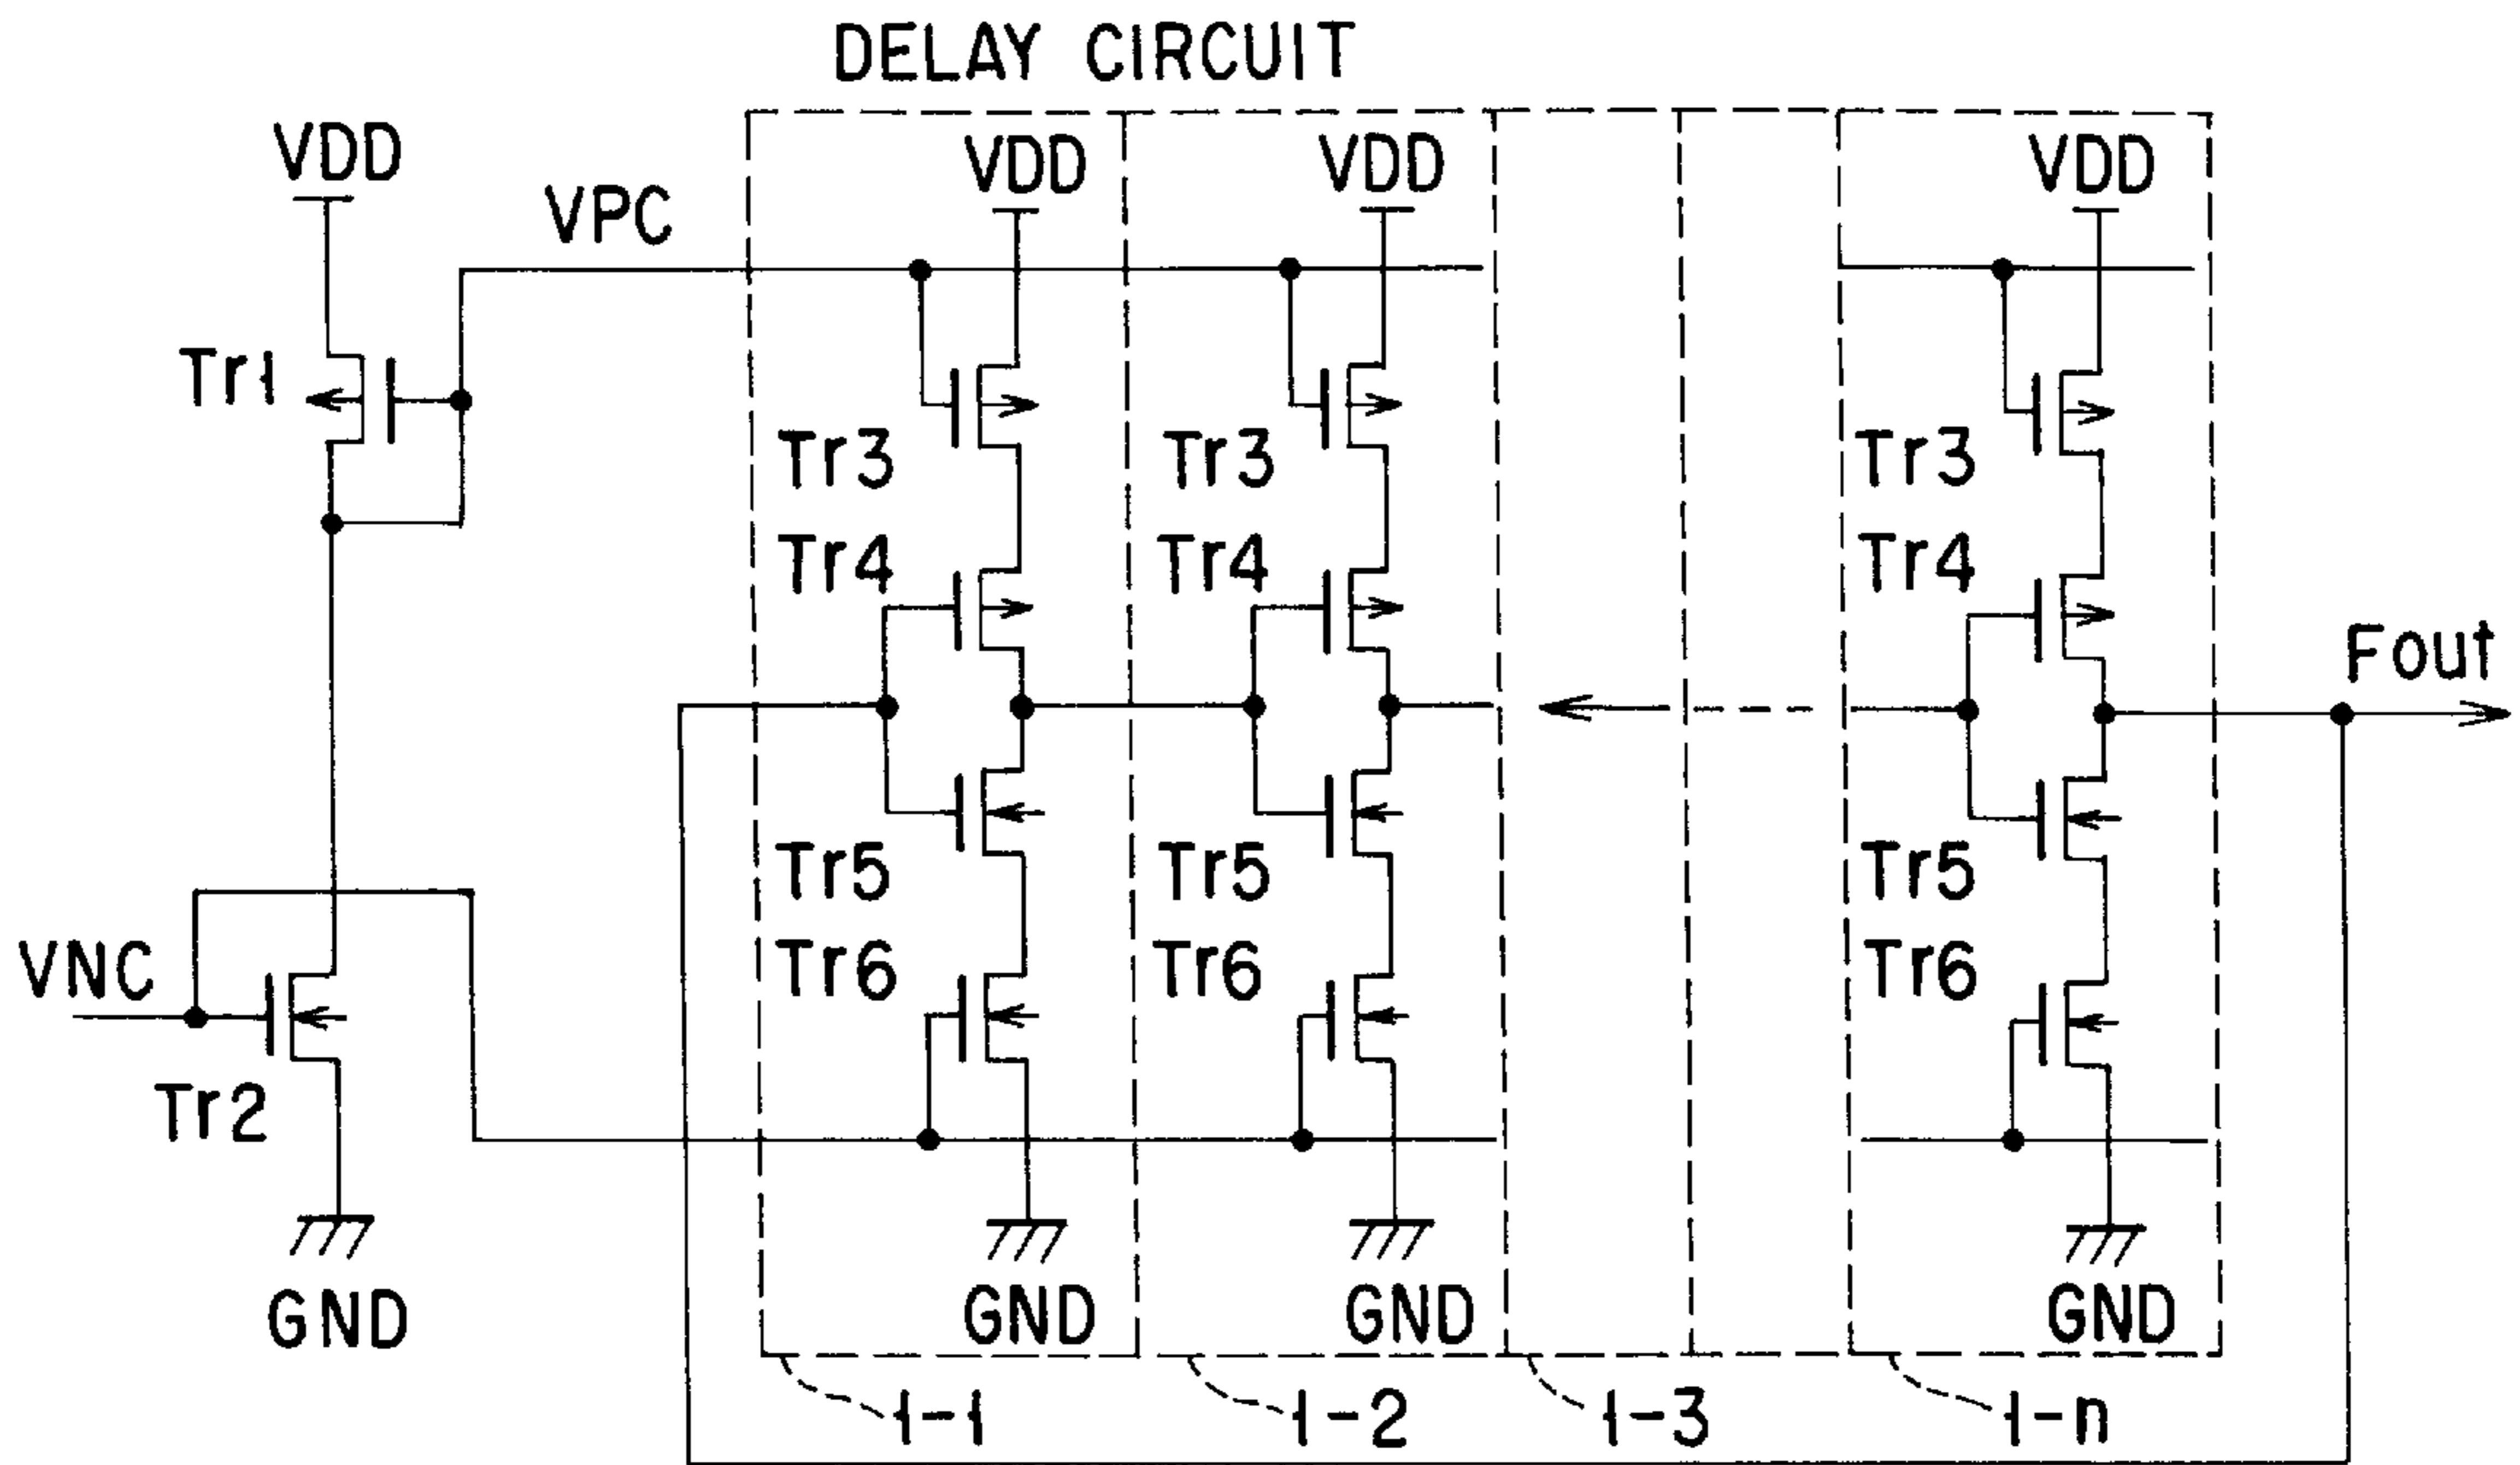 DELAY CIRCUIT
VDD
VDD
VDD
VDD
VPC
Tr1
Tr3
Tr3
Tr3
Tr4
Tr4
Tr4
Fout
Tr5
Tr5
Tr5
VNC
Tr6
Tr6
Tr6
Tr2
GND
GND
GND
GND
1-1
1-2
1-3
1-n